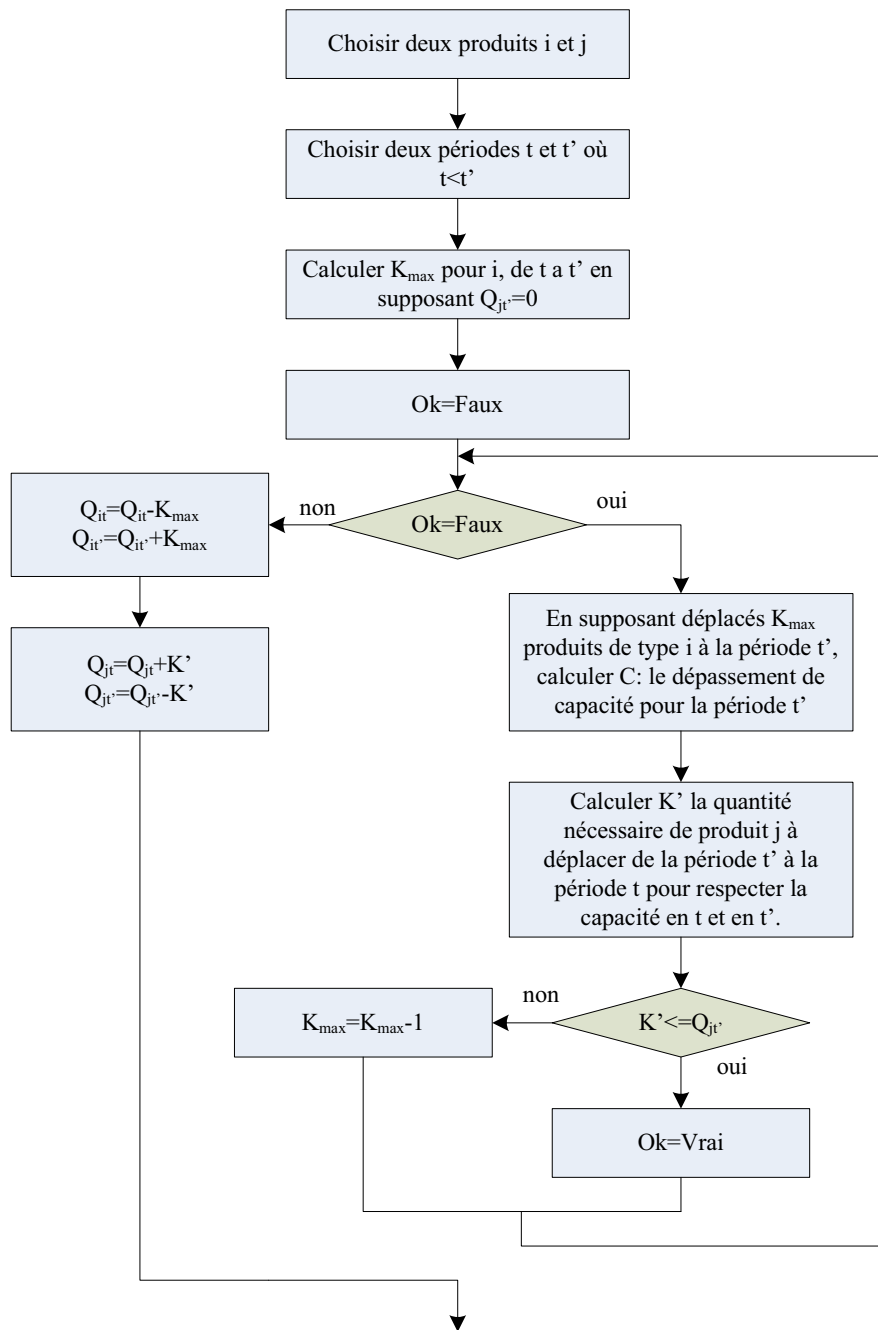 Choisir deux produits i et j
Choisir deux périodes t et t’ où
t<t’
Calculer Kmax pour i, de t a t’ en
supposant Qjt’=0
Ok=Faux
Ok=Faux
non
oui
Qit=Qit-Kmax
Qit’=Qit’+Kmax
Qjt=Qjt+K’
Qjt’=Qjt’-K’
En supposant déplacés Kmax
produits de type i à la période t’,
calculer C: le dépassement de
capacité pour la période t’
Calculer K’ la quantité
nécessaire de produit j à
déplacer de la période t’ à la
période t pour respecter la
capacité en t et en t’.
K’<=Qjt’
non
oui
Kmax=Kmax-1
Ok=Vrai